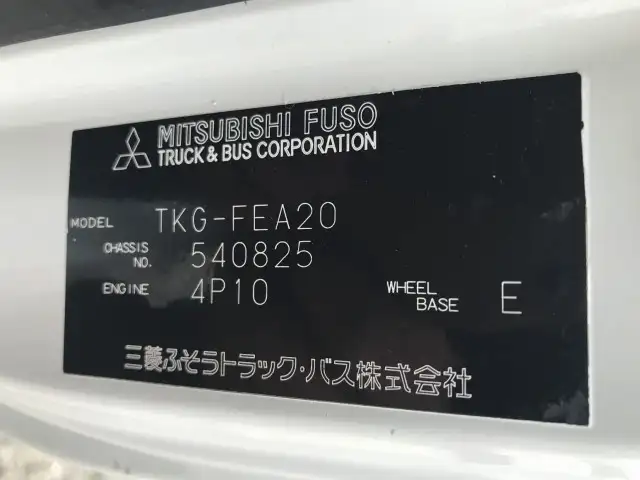 MITSUBISHI FUSO
TRUCK & BUS CORPORATION
MODEL TKG-FEA20
CHASSIS NO. 540825
ENGINE 4P10 WHEEL BASE E
三菱ふそうトラック・バス株式会社